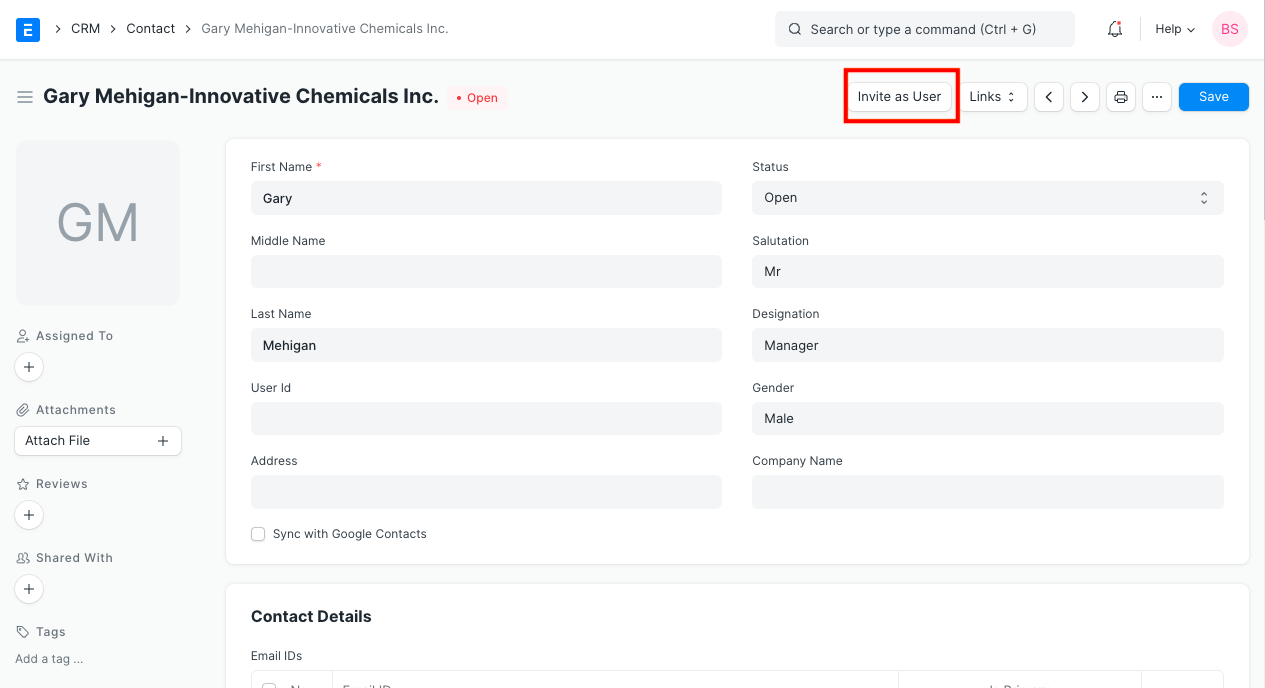 E CRM Contact Gary Mehigan-Innovative Chemicals Inc. Search or type a command (Ctrl + G) Help BS
Gary Mehigan-Innovative Chemicals Inc. Open Invite as User Links ... Save
GM
First Name *
Gary
Status
Open
Middle Name
Salutation
Mr
Last Name
Mehigan
Designation
Manager
User Id
Gender
Male
Address
Company Name
Sync with Google Contacts
Assigned To
Attachments
Attach File
Reviews
Shared With
Tags
Add a tag ...
Contact Details
Email IDs